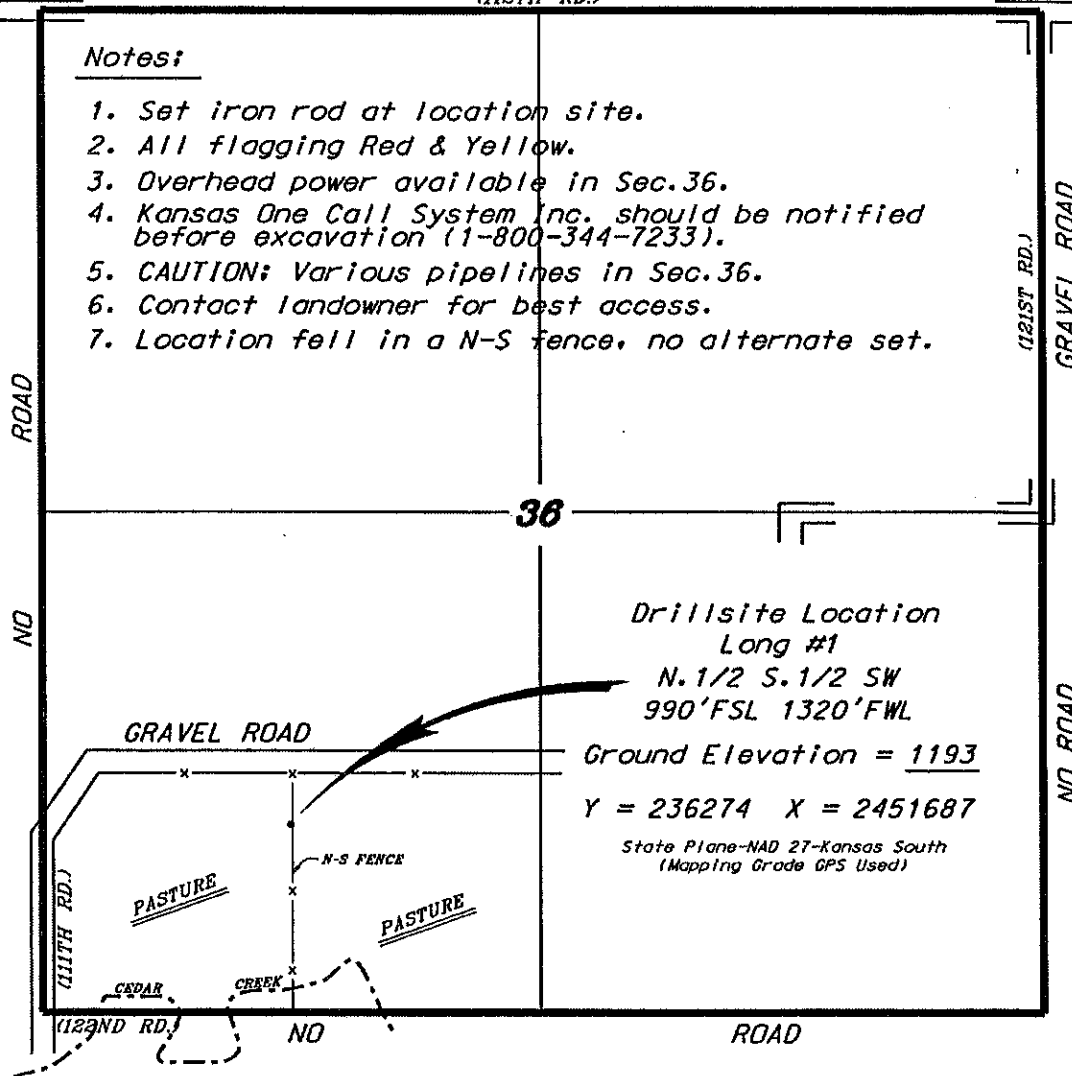 Notes:
1. Set iron rod at location site.
2. All flagging Red & Yellow.
3. Overhead power available in Sec.36.
4. Kansas One Call System Inc. should be notified
before excavation (1-800-344-7233).
5. CAUTION: Various pipelines in Sec.36.
6. Contact landowner for best access.
7. Location fell in a N-S fence, no alternate set.
(121ST RD.)
GRAVEL ROAD
NO ROAD
36
Drillsite Location
Long #1
N.1/2 S.1/2 SW
990'FSL 1320'FWL
Ground Elevation = 1193
Y = 236274 X = 2451687
State Plane-NAD 27-Kansas South
(Mapping Grade GPS Used)
NO ROAD
GRAVEL ROAD
x x x
N-S FENCE
x
PASTURE
PASTURE
x
(111TH RD.)
CEDAR CREEK
(122ND RD.)
NO ROAD